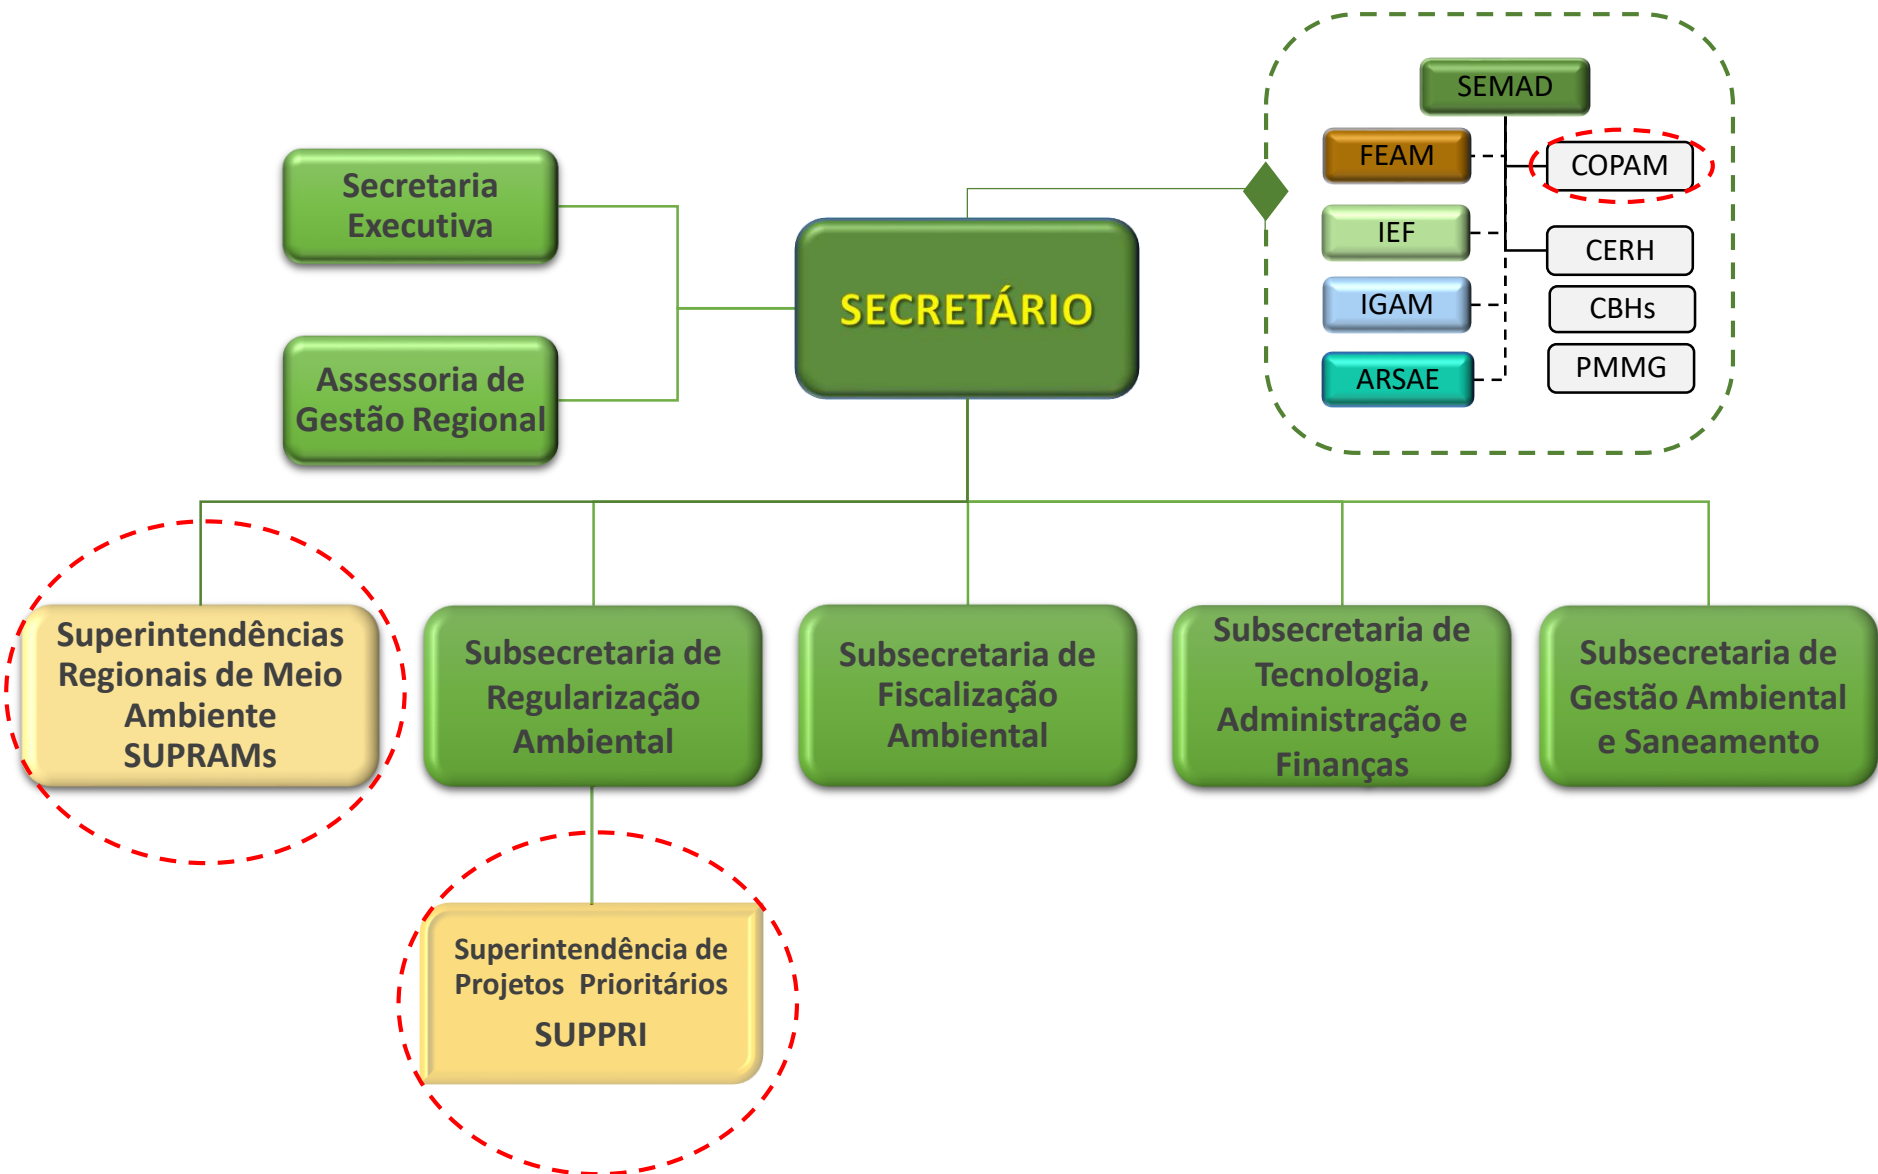 SEMAD
FEAM
COPAM
IEF
CERH
IGAM
CBHs
ARSAE
PMMG
Secretaria
Executiva
SECRETÁRIO
Assessoria de
Gestão Regional
Superintendências
Regionais de Meio
Ambiente
SUPRAMs
Subsecretaria de
Regularização
Ambiental
Subsecretaria de
Fiscalização
Ambiental
Subsecretaria de
Tecnologia,
Administração e
Finanças
Subsecretaria de
Gestão Ambiental
e Saneamento
Superintendência de
Projetos Prioritários
SUPPRI